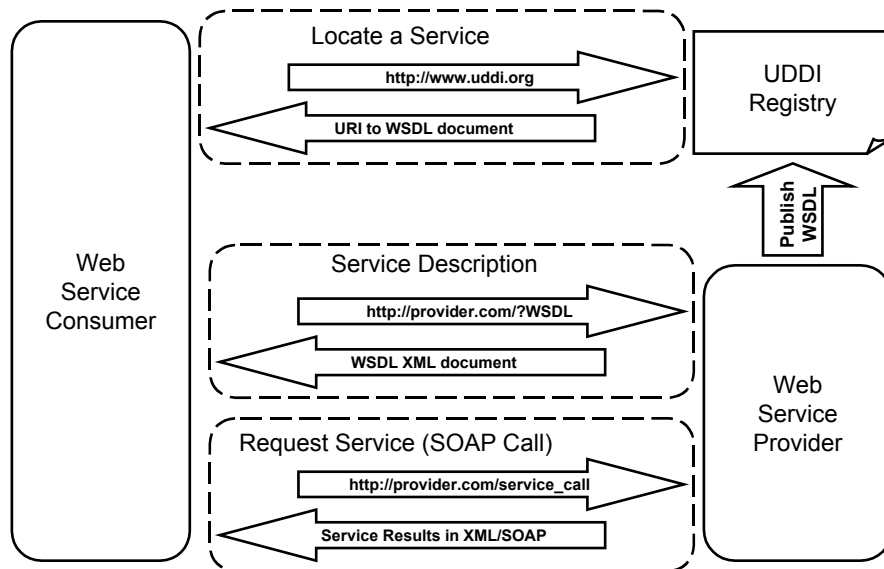 Locate a Service
http://www.uddi.org
URI to WSDL document
UDDI
Registry
Publish
WSDL
Web
Service
Consumer
Service Description
http://provider.com/?WSDL
WSDL XML document
Web
Service
Provider
Request Service (SOAP Call)
http://provider.com/service_call
Service Results in XML/SOAP